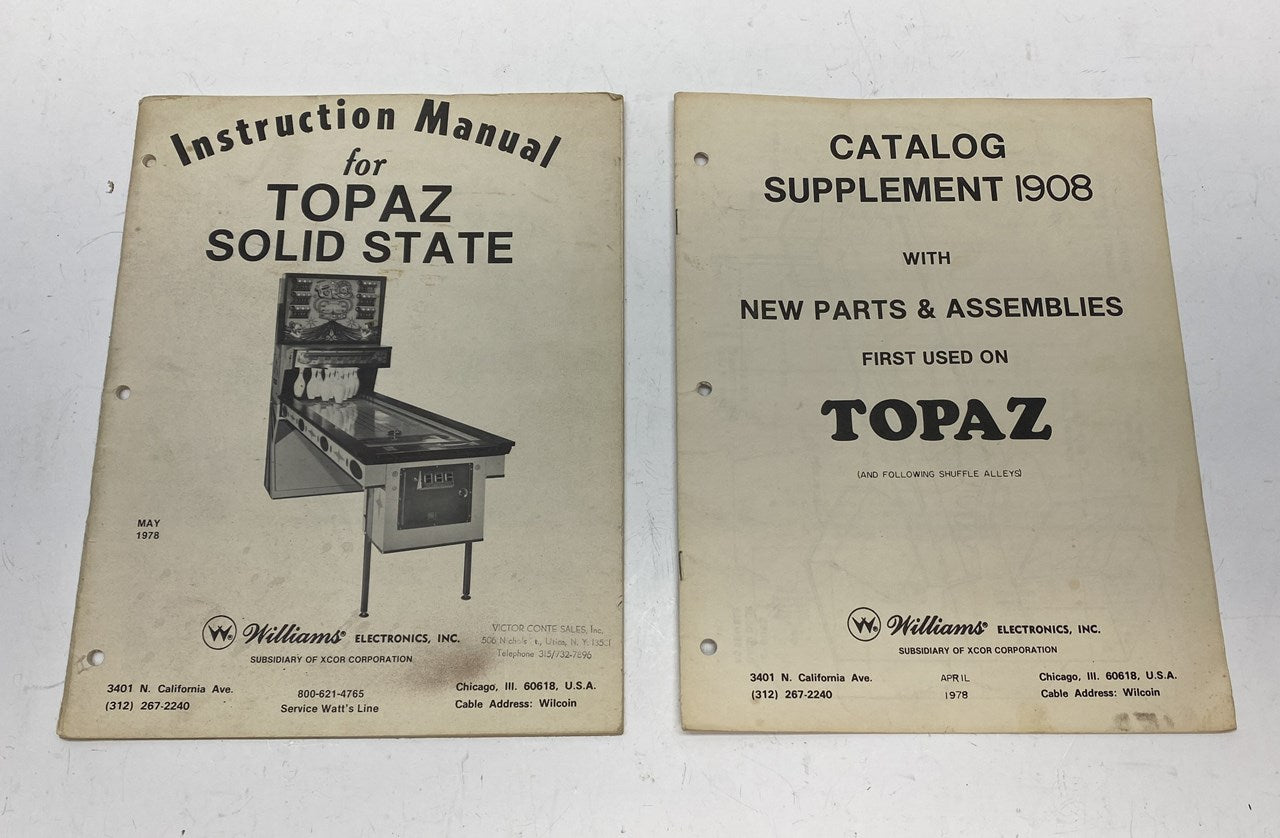 Instruction Manual
for
TOPAZ
SOLID STATE
MAY
1978
W Williams® ELECTRONICS, INC.
SUBSIDIARY OF XCOR CORPORATION
VICTOR CONTE SALES, Inc.
506 Utica, N. Y.
Telephone 315/732-7896
3401 N. California Ave.
(312) 267-2240
800-621-4765
Service Watt's Line
Chicago, Ill. 60618, U.S.A.
Cable Address: Wilcoin
CATALOG
SUPPLEMENT 1908
WITH
NEW PARTS & ASSEMBLIES
FIRST USED ON
TOPAZ
(AND FOLLOWING SHUFFLE ALLEYS)
W Williams® ELECTRONICS, INC.
SUBSIDIARY OF XCOR CORPORATION
3401 N. California Ave.
(312) 267-2240
APRIL
1978
Chicago, Ill. 60618, U.S.A.
Cable Address: Wilcoin